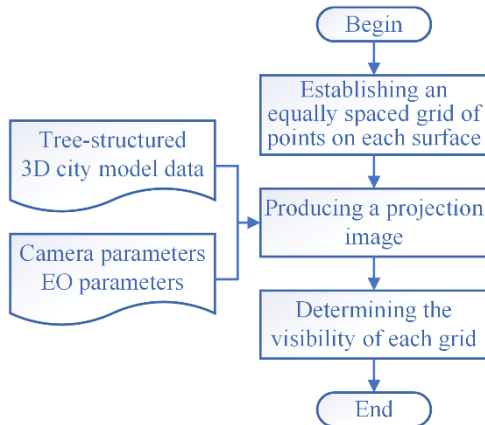 Begin
Establishing an
equally spaced grid of
points on each surface
Tree-structured
3D city model data
Camera parameters
EO parameters
Producing a projection
image
Determining the
visibility of each grid
End